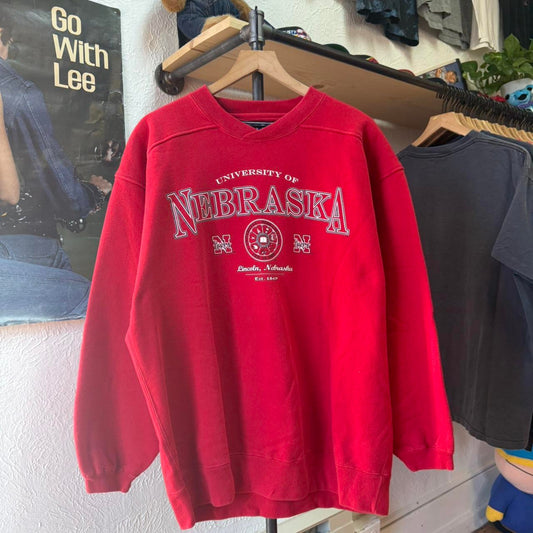 Go
With
Lee
UNIVERSITY OF
NEBRASKA
N N
Lincoln, Nebraska